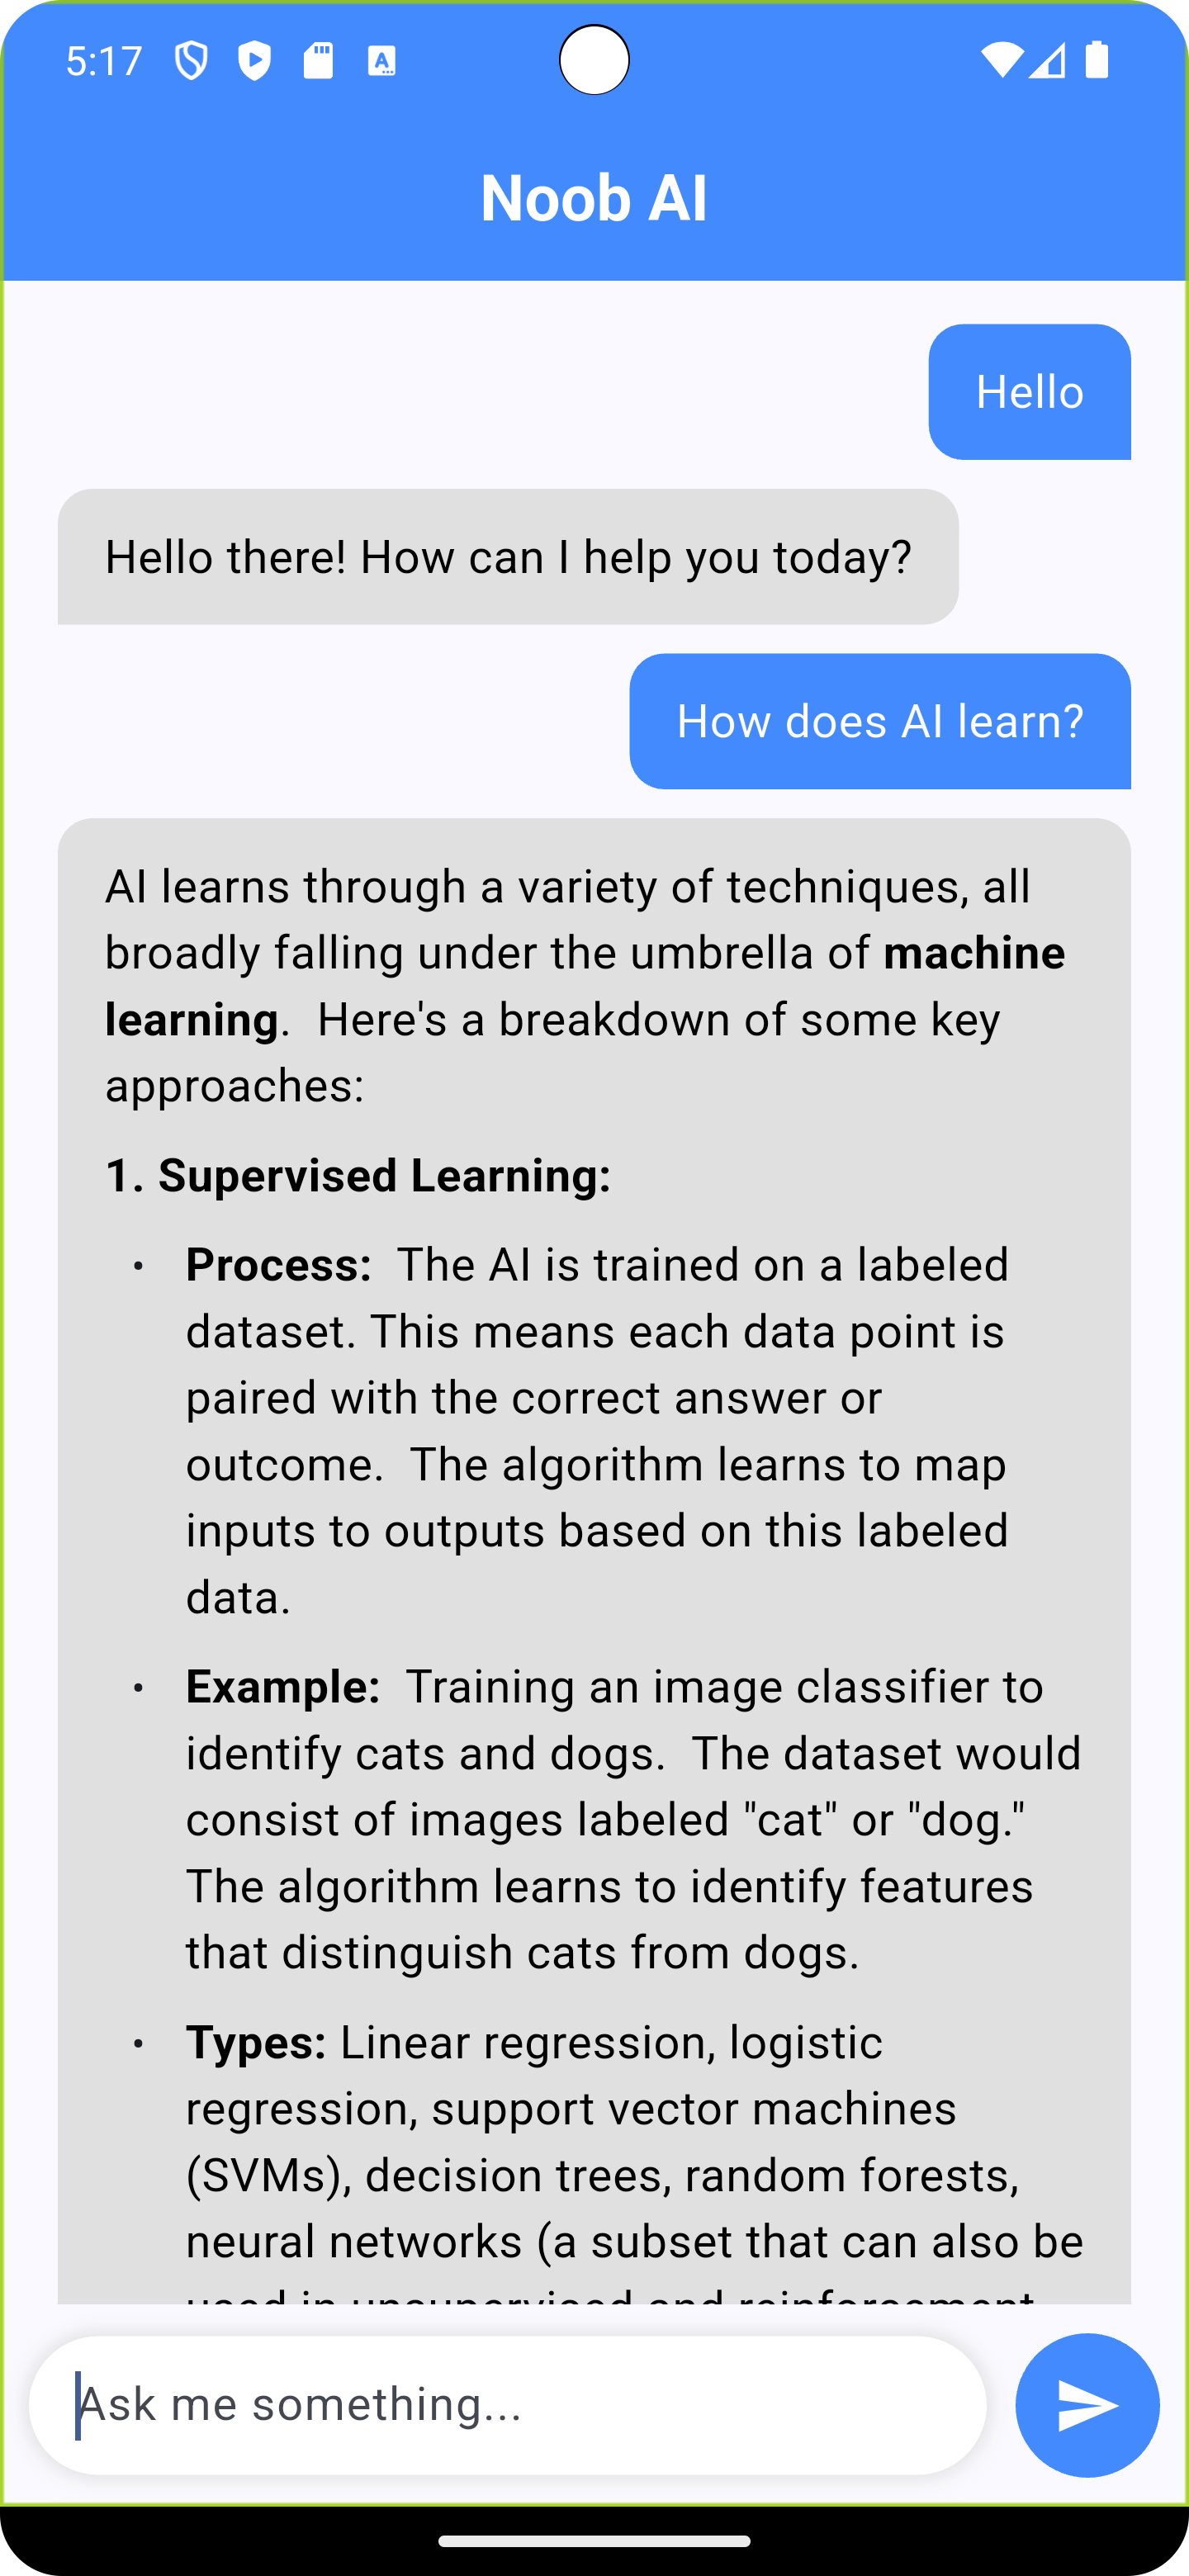 5:17
Noob AI
Hello
Hello there! How can I help you today?
How does AI learn?
AI learns through a variety of techniques, all
broadly falling under the umbrella of machine
learning.  Here's a breakdown of some key
approaches:
1. Supervised Learning:
• Process:  The AI is trained on a labeled
dataset. This means each data point is
paired with the correct answer or
outcome.  The algorithm learns to map
inputs to outputs based on this labeled
data.
• Example:  Training an image classifier to
identify cats and dogs.  The dataset would
consist of images labeled "cat" or "dog."
The algorithm learns to identify features
that distinguish cats from dogs.
• Types: Linear regression, logistic
regression, support vector machines
(SVMs), decision trees, random forests,
neural networks (a subset that can also be
used in unsupervised and reinforcement
Ask me something...